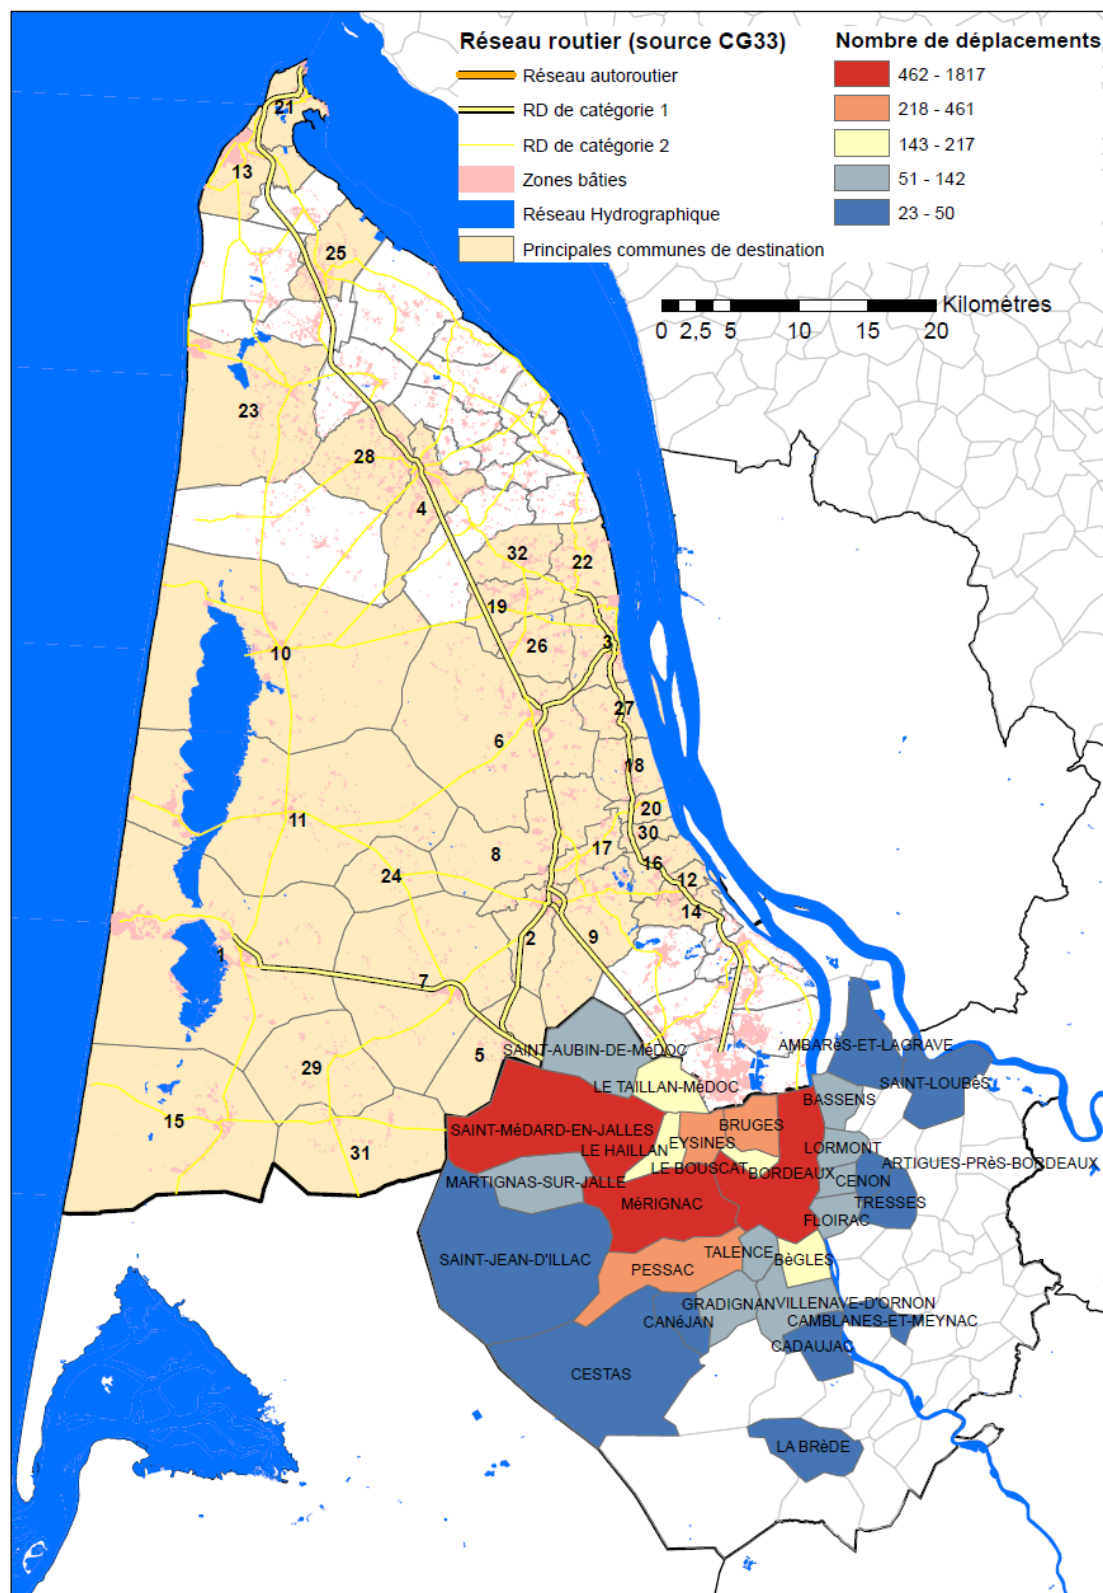 Réseau routier (source CG33)
Réseau autoroutier
RD de catégorie 1
RD de catégorie 2
Zones bâties
Réseau Hydrographique
Principales communes de destination
Nombre de déplacements
462 - 1817
218 - 461
143 - 217
51 - 142
23 - 50
Kilomètres
0 2,5 5 10 15 20
21
13
25
23
28
4
32
22
19
3
26
10
27
6
18
20
11
30
17
8
16
24
12
14
2
9
1
7
5
29
15
31
SAINT-AUBIN-DE-MéDOC
AMBARèS-ET-LAGRAVE
LE TAILLAN-MéDOC
SAINT-LOUBèS
BASSENS
SAINT-MéDARD-EN-JALLES
BRUGES
EYSINES
LE HAILLAN
LORMONT
ARTIGUES-PRèS-BORDEAUX
LE BOUSCAT
BORDEAUX
CENON
MARTIGNAS-SUR-JALLE
MéRIGNAC
TRESSES
FLOIRAC
TALENCE
BèGLES
SAINT-JEAN-D'ILLAC
PESSAC
GRADIGNAN
VILLENAVE-D'ORNON
CANéJAN
CAMBLANES-ET-MEYNAC
CADAUJAC
CESTAS
LA BRèDE